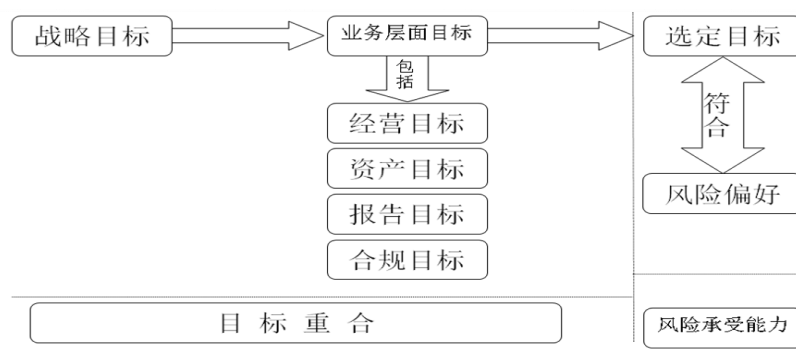 战略目标
业务层面目标
选定目标
包括
经营目标
资产目标
报告目标
合规目标
符合
风险偏好
目标重合
风险承受能力